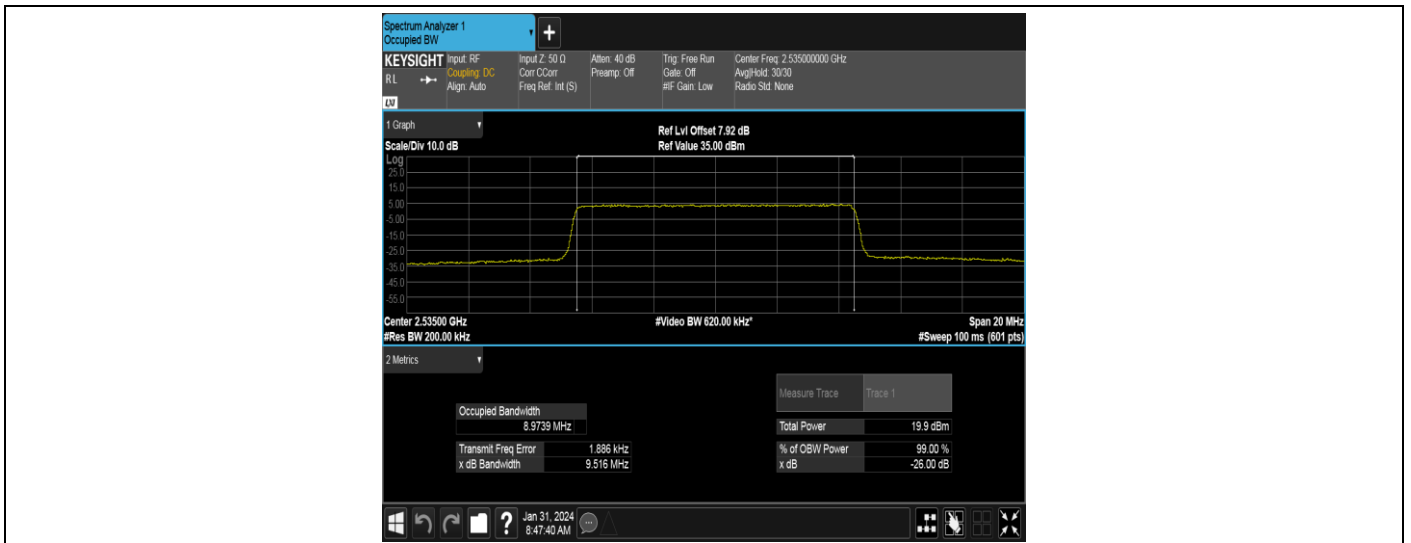 Spectrum Analyzer 1
Occupied BW
+
KEYSIGHT
RL
LXI
Input: RF
Coupling: DC
Align: Auto
Input Z: 50 Ω
Corr CCorr
Freq Ref: Int (S)
Atten: 40 dB
Preamp: Off
Trig: Free Run
Gate: Off
#IF Gain: Low
Center Freq: 2.535000000 GHz
Avg|Hold: 30/30
Radio Std: None
1 Graph
Scale/Div 10.0 dB
Ref Lvl Offset 7.92 dB
Ref Value 35.00 dBm
Log
25.0
15.0
5.00
-5.00
-15.0
-25.0
-35.0
-45.0
-55.0
Center 2.53500 GHz
#Video BW 620.00 kHz*
Span 20 MHz
#Res BW 200.00 kHz
#Sweep 100 ms (601 pts)
2 Metrics
Measure Trace Trace 1
Occupied Bandwidth
8.9739 MHz
Total Power 19.9 dBm
Transmit Freq Error 1.886 kHz
% of OBW Power 99.00 %
x dB Bandwidth 9.516 MHz
x dB -26.00 dB
?
Jan 31, 2024
8:47:40 AM